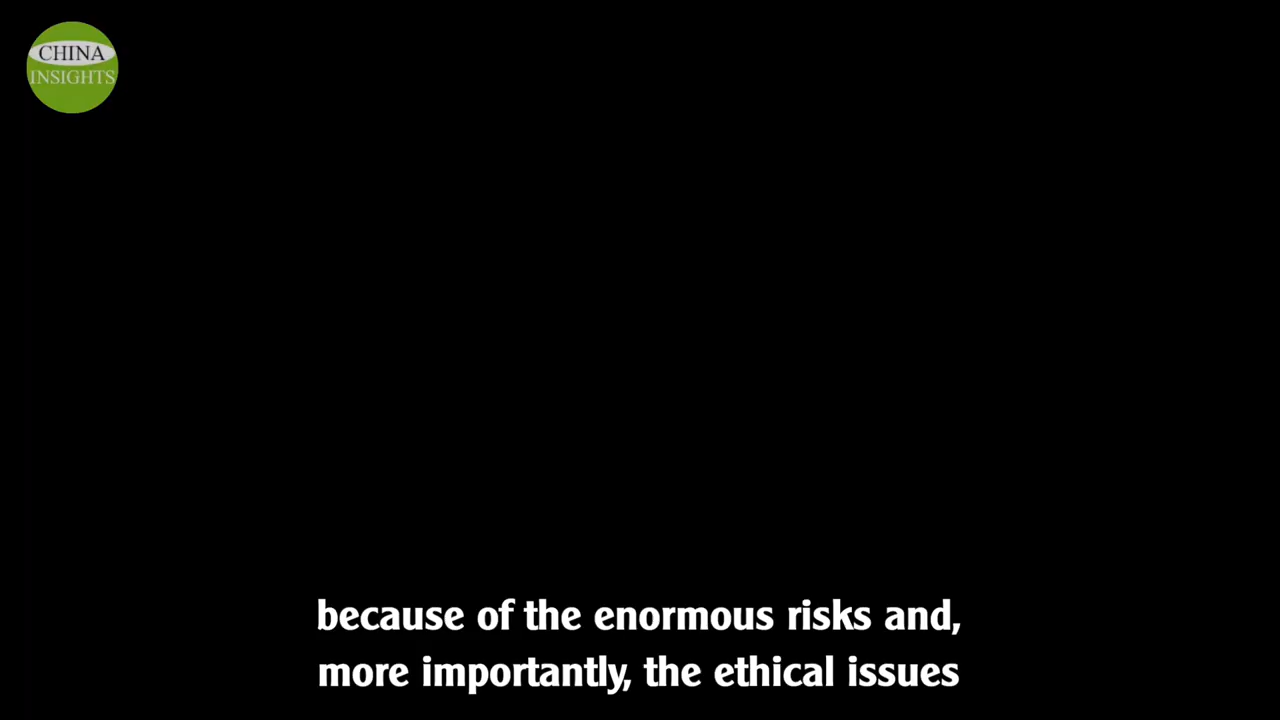 CHINA
INSIGHTS
because of the enormous risks and,
more importantly, the ethical issues